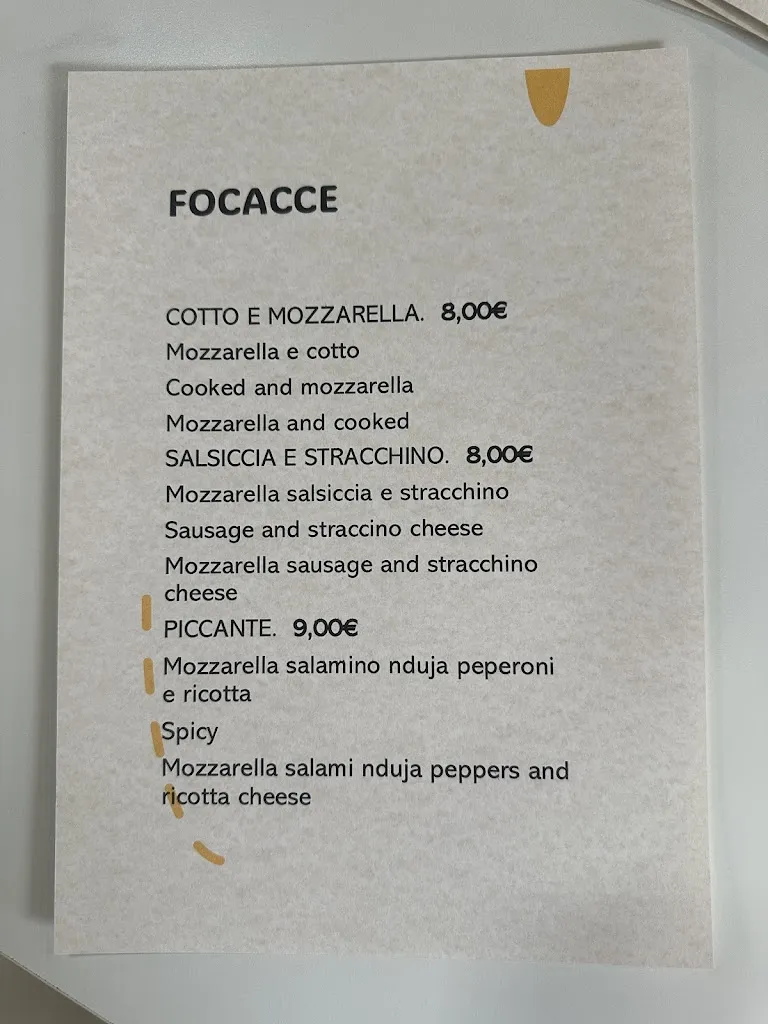 FOCACCE
COTTO E MOZZARELLA. 8,00€
Mozzarella e cotto
Cooked and mozzarella
Mozzarella and cooked
SALSICCIA E STRACCHINO. 8,00€
Mozzarella salsiccia e stracchino
Sausage and straccino cheese
Mozzarella sausage and stracchino
cheese
PICCANTE. 9,00€
Mozzarella salamino nduja peperoni
e ricotta
Spicy
Mozzarella salami nduja peppers and
ricotta cheese